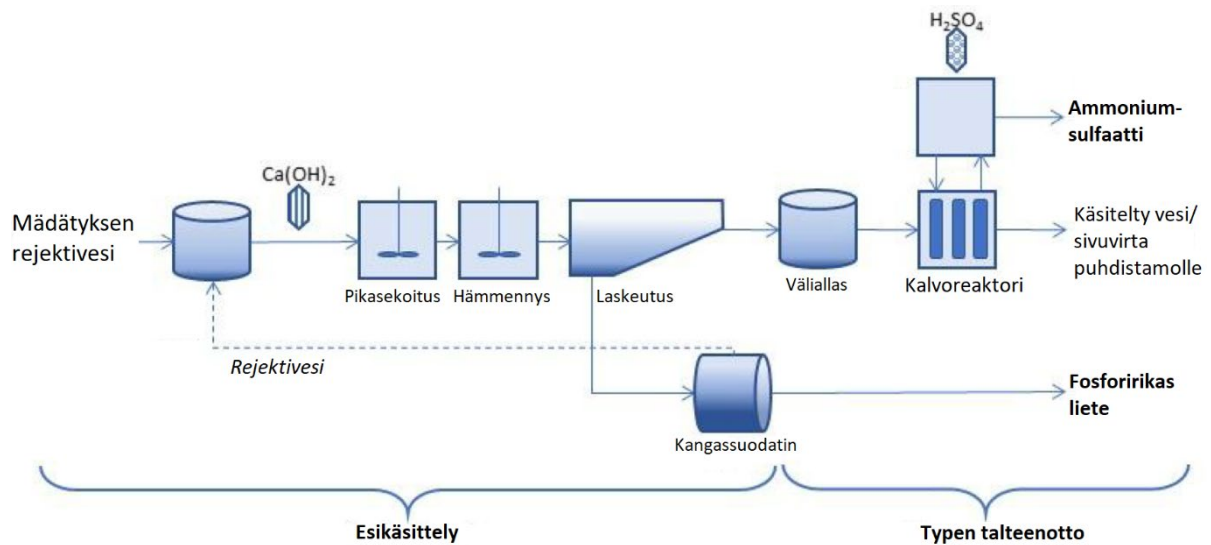 H₂SO₄
Ammonium-
sulfaatti
Ca(OH)₂
Mädätyksen
rejektivesi
Käsitelty vesi/
sivuvirta
puhdistamolle
Pikasekoitus
Hämmennys
Laskeutus
Väliallas
Kalvoreaktori
Rejektivesi
Fosforirikas
liete
Kangassuodatin
Esikäsittely
Typen talteenotto